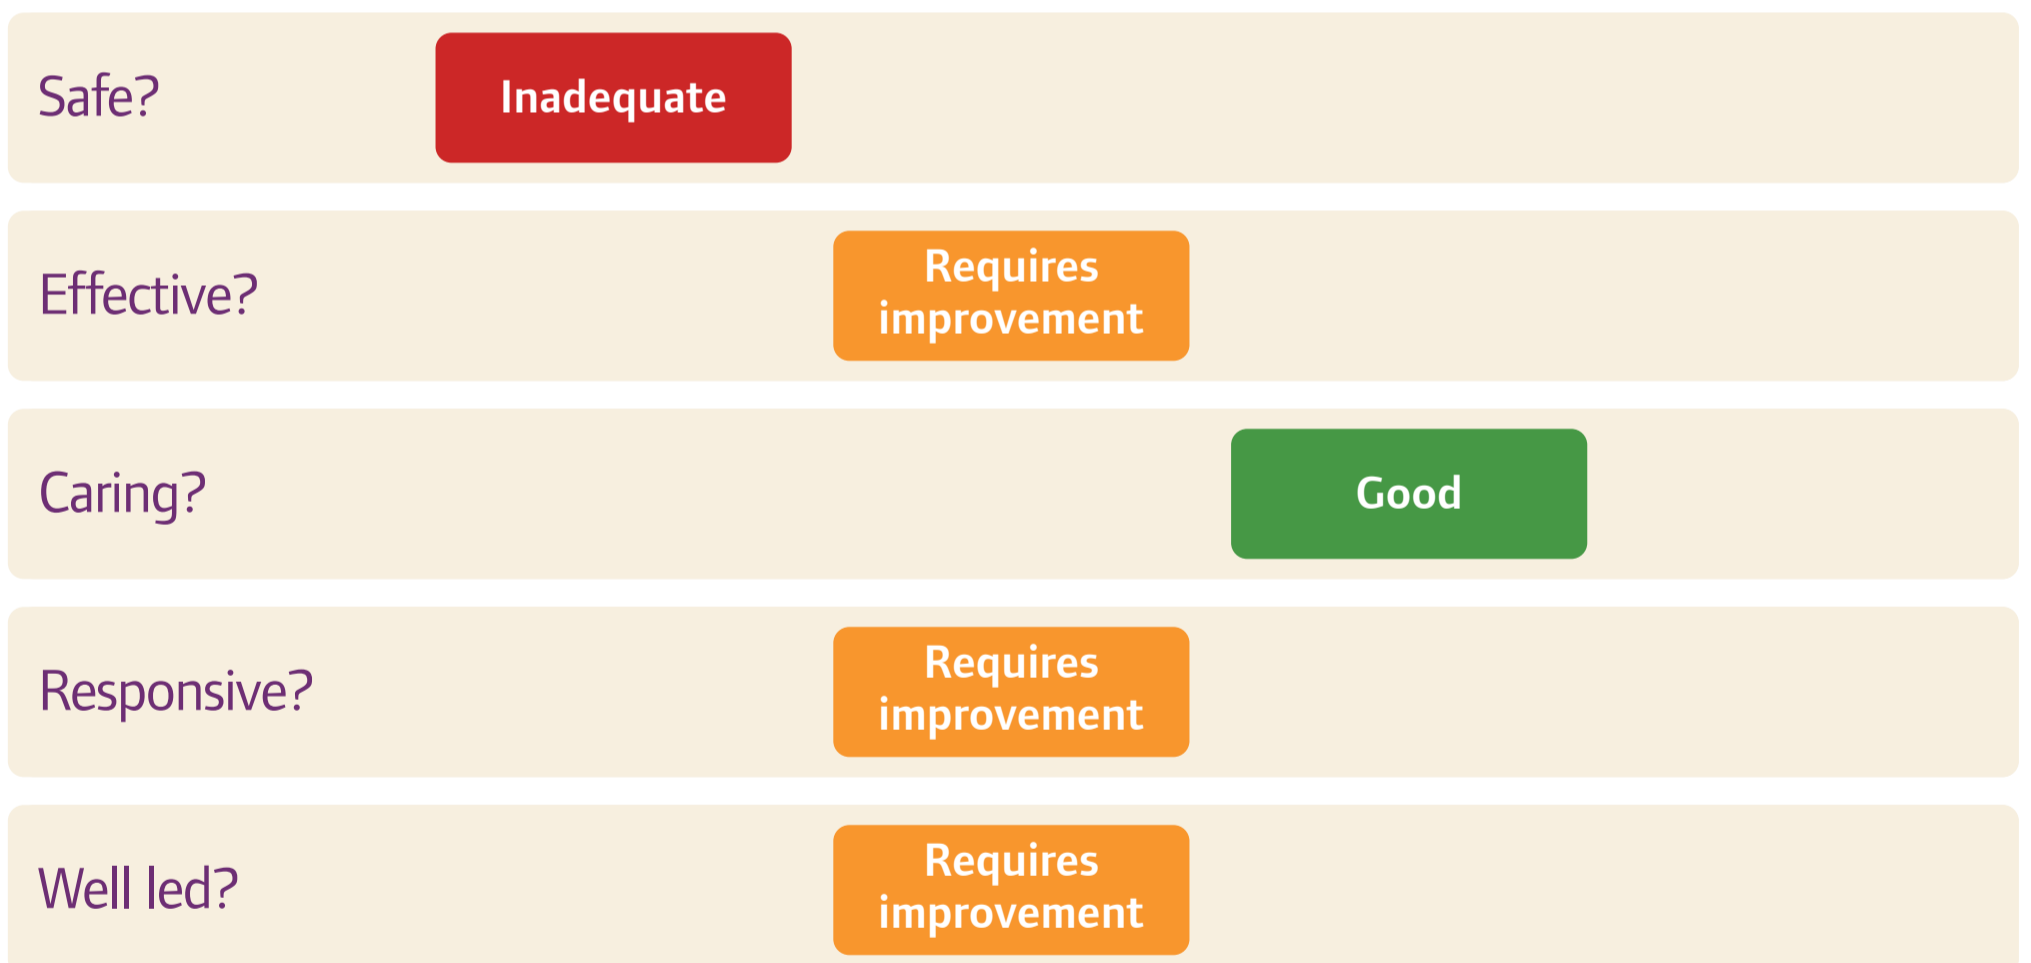 Safe?
Inadequate
Effective?
Requires
improvement
Caring?
Good
Responsive?
Requires
improvement
Well led?
Requires
improvement